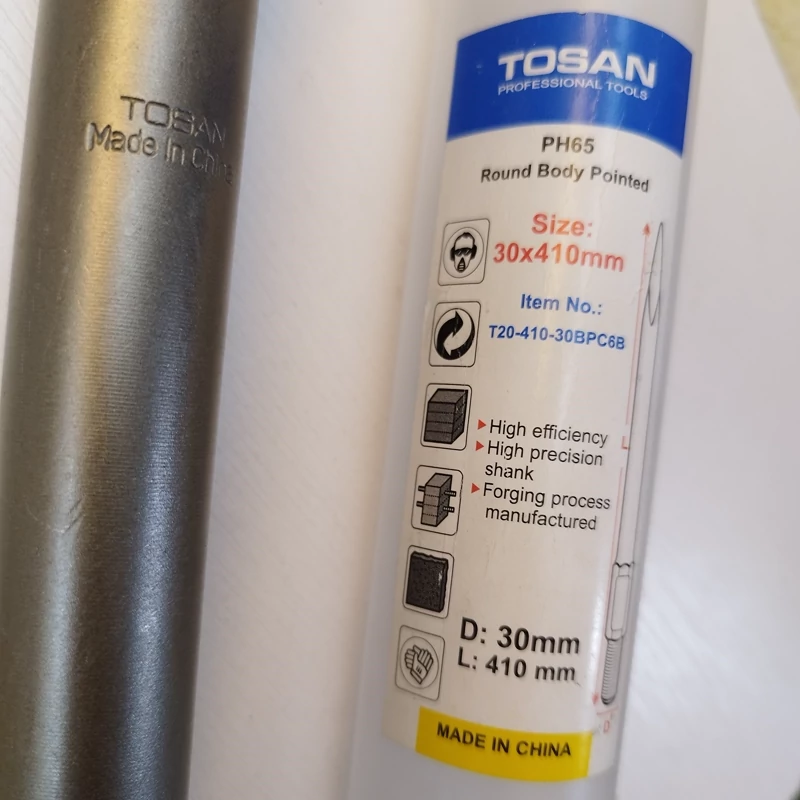 TOSAN
Made In China
TOSAN
PROFESSIONAL TOOLS
PH65
Round Body Pointed
Size:
30x410mm
Item No.:
T20-410-30BPC6B
High efficiency
High precision
shank
Forging process
manufactured
L
D: 30mm
L: 410 mm
D
MADE IN CHINA